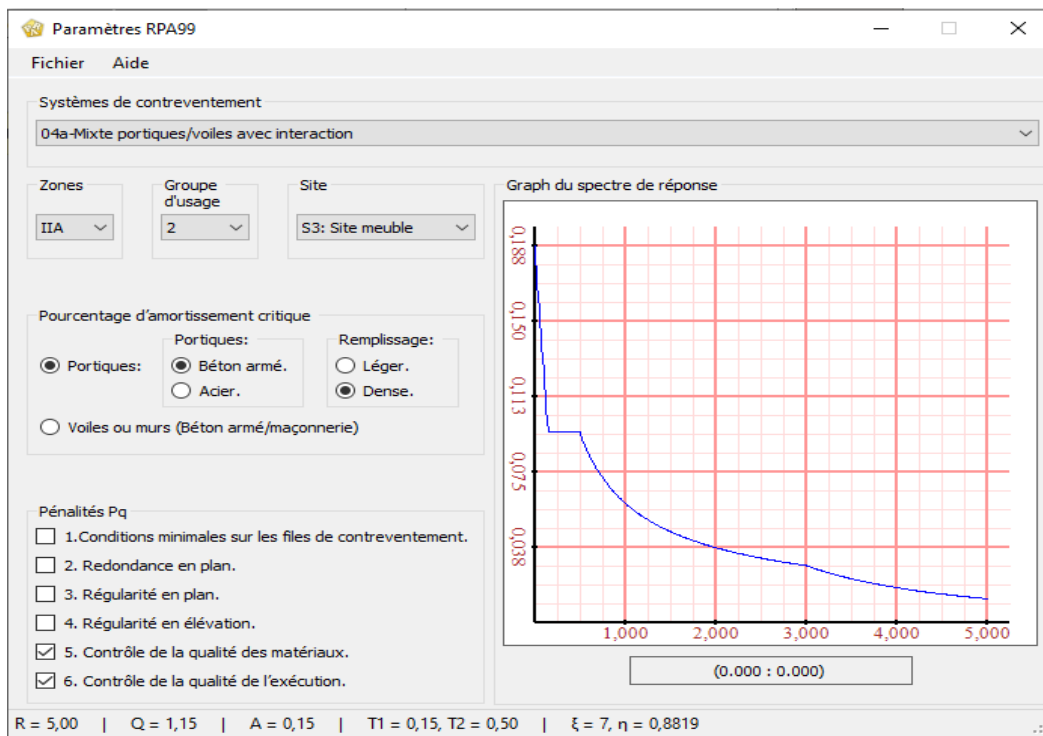 Paramètres RPA99
Fichier Aide
Systèmes de contreventement
04a-Mixte portiques/voiles avec interaction
Zones
IIA
Groupe
d'usage
2
Site
S3: Site meuble
Graph du spectre de réponse
0,188
0,150
0,113
0,075
0,038
1,000 2,000 3,000 4,000 5,000
(0.000 : 0.000)
Pourcentage d'amortissement critique
Portiques:
Portiques:
Béton armé.
Acier.
Remplissage:
Léger.
Dense.
Voiles ou murs (Béton armé/maçonnerie)
Pénalités Pq
1.Conditions minimales sur les files de contreventement.
2. Redondance en plan.
3. Régularité en plan.
4. Régularité en élévation.
5. Contrôle de la qualité des matériaux.
6. Contrôle de la qualité de l'exécution.
R = 5,00 | Q = 1,15 | A = 0,15 | T1 = 0,15, T2 = 0,50 | ξ = 7, η = 0,8819